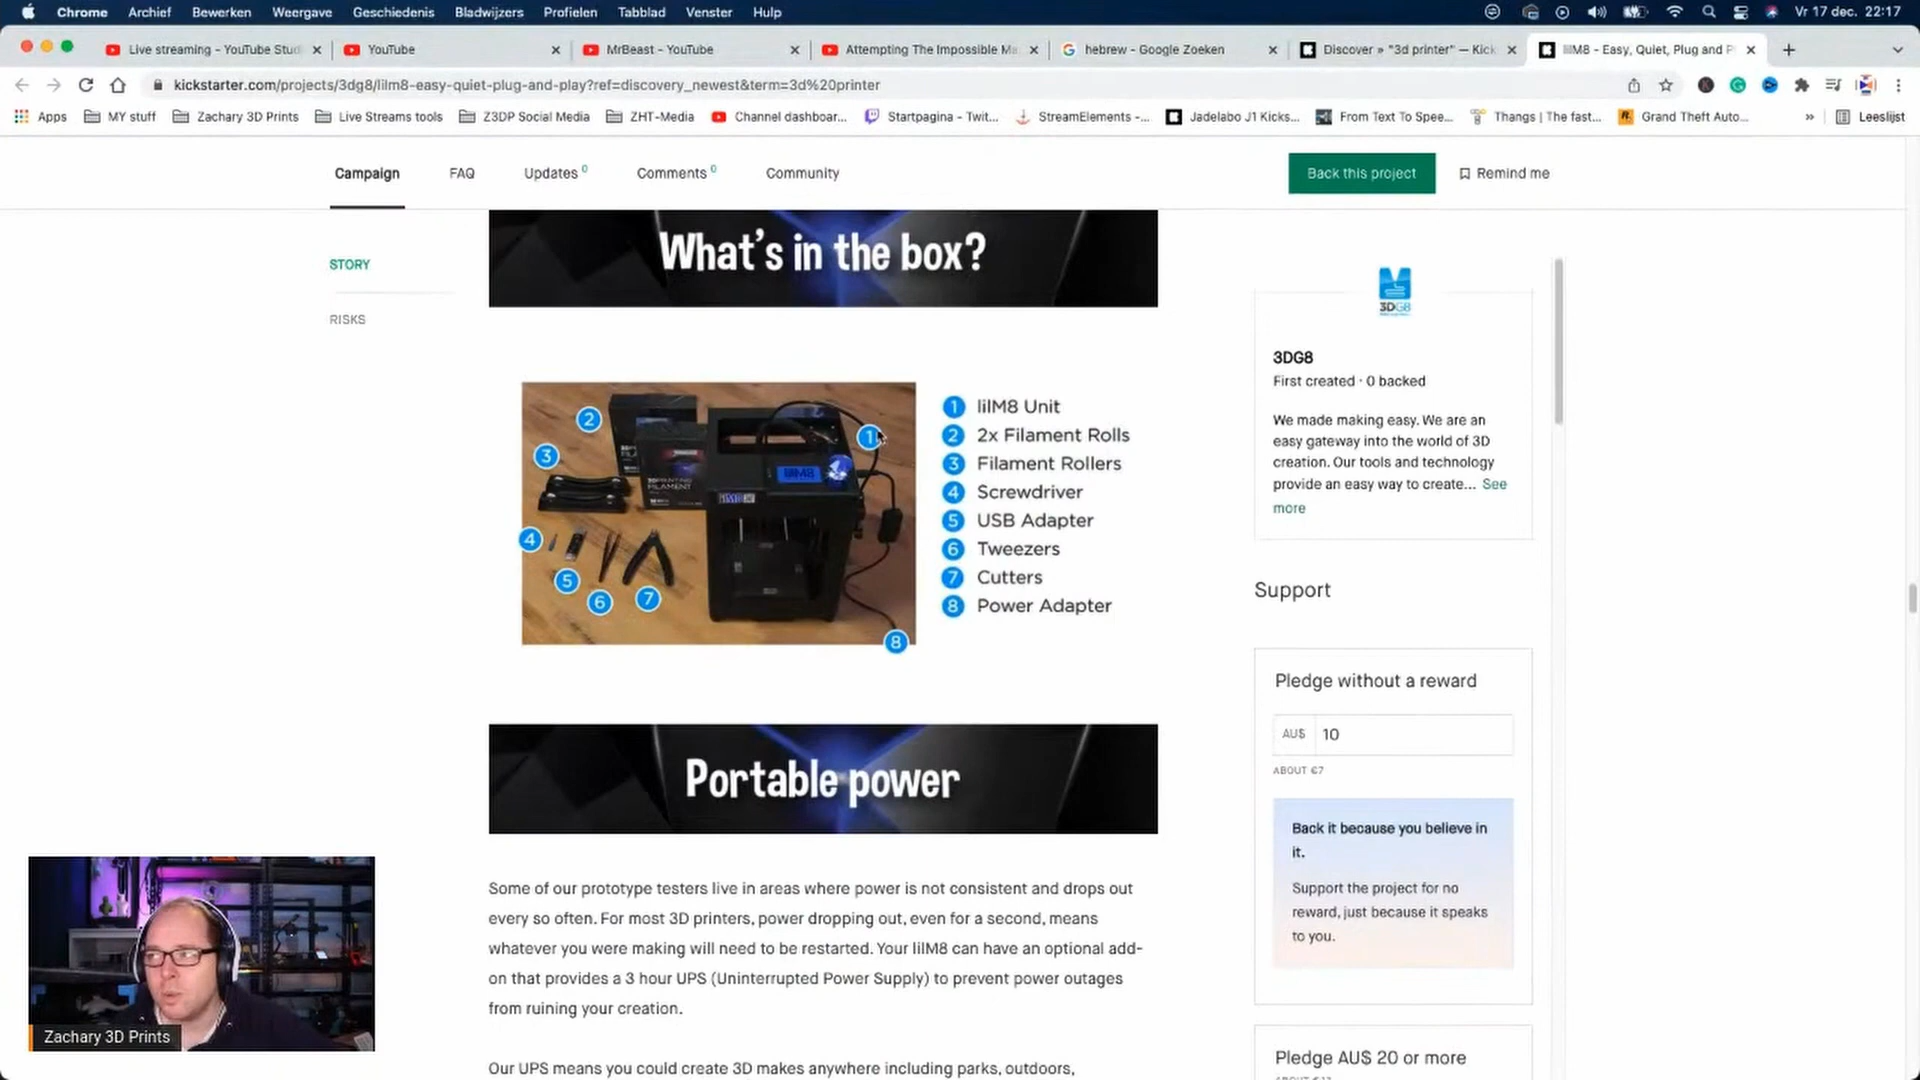 Chrome Archief Bewerken Weergave Geschiedenis Bladwijzers Profielen Tabblad Venster Hulp Vr 17 dec. 22:17
Live streaming - YouTube Stud YouTube MrBeast - YouTube Attempting The Impossible Ma hebrew - Google Zoeken Discover » "3d printer" — Kick lilM8 - Easy, Quiet, Plug and P
kickstarter.com/projects/3dg8/lilm8-easy-quiet-plug-and-play?ref=discovery_newest&term=3d%20printer
Apps MY stuff Zachary 3D Prints Live Streams tools Z3DP Social Media ZHT-Media Channel dashboar... Startpagina - Twit... StreamElements -... Jadelabo J1 Kicks... From Text To Spee... Thangs | The fast... Grand Theft Auto... » Leeslijst
Campaign FAQ Updates 0 Comments 0 Community Back this project Remind me
What's in the box?
STORY
RISKS
3DG8
3DG8
First created · 0 backed
We made making easy. We are an
easy gateway into the world of 3D
creation. Our tools and technology
provide an easy way to create... See
more
1 lilM8 Unit
2 2x Filament Rolls
3 Filament Rollers
4 Screwdriver
5 USB Adapter
6 Tweezers
7 Cutters
8 Power Adapter
1
2
3
4
5
6
7
8
lilM8
Support
Pledge without a reward
AU$ 10
ABOUT €7
Back it because you believe in
it.
Support the project for no
reward, just because it speaks
to you.
Pledge AU$ 20 or more
Portable power
Some of our prototype testers live in areas where power is not consistent and drops out
every so often. For most 3D printers, power dropping out, even for a second, means
whatever you were making will need to be restarted. Your lilM8 can have an optional add-
on that provides a 3 hour UPS (Uninterrupted Power Supply) to prevent power outages
from ruining your creation.
Our UPS means you could create 3D makes anywhere including parks, outdoors,
Zachary 3D Prints